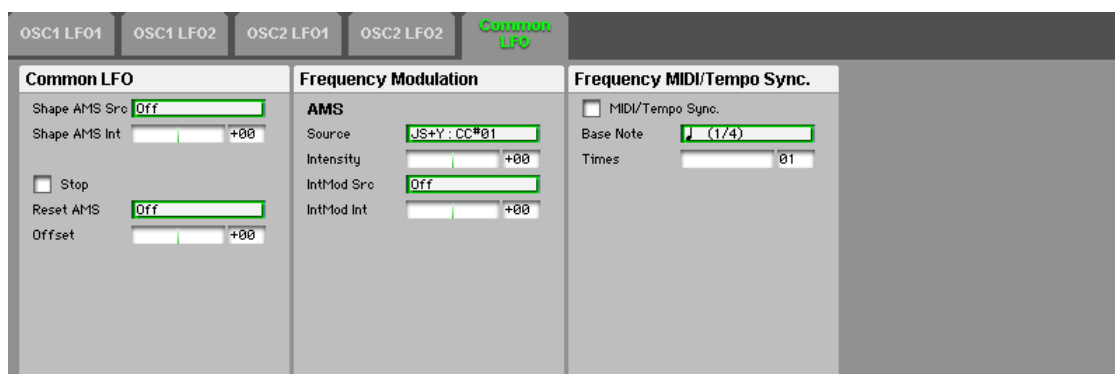 OSC1 LFO1
OSC1 LFO2
OSC2 LFO1
OSC2 LFO2
Common
LFO
Common LFO
Shape AMS Src Off
Shape AMS Int +00
Stop
Reset AMS Off
Offset +00
Frequency Modulation
AMS
Source JS+Y : CC#01
Intensity +00
IntMod Src Off
IntMod Int +00
Frequency MIDI/Tempo Sync.
MIDI/Tempo Sync.
Base Note ♩ (1/4)
Times 01